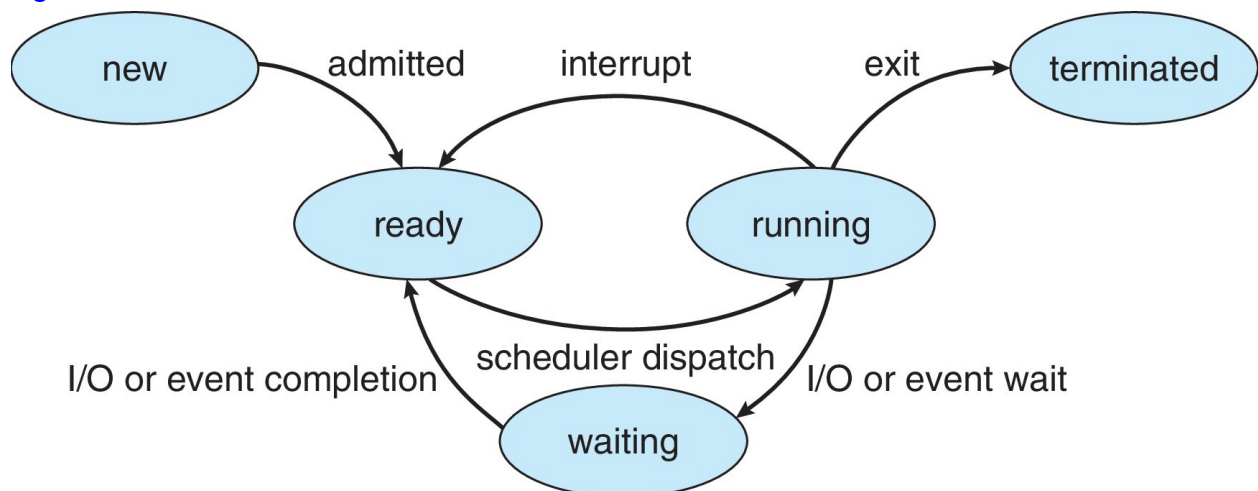 new
admitted
interrupt
exit
terminated
ready
running
scheduler dispatch
I/O or event completion
I/O or event wait
waiting